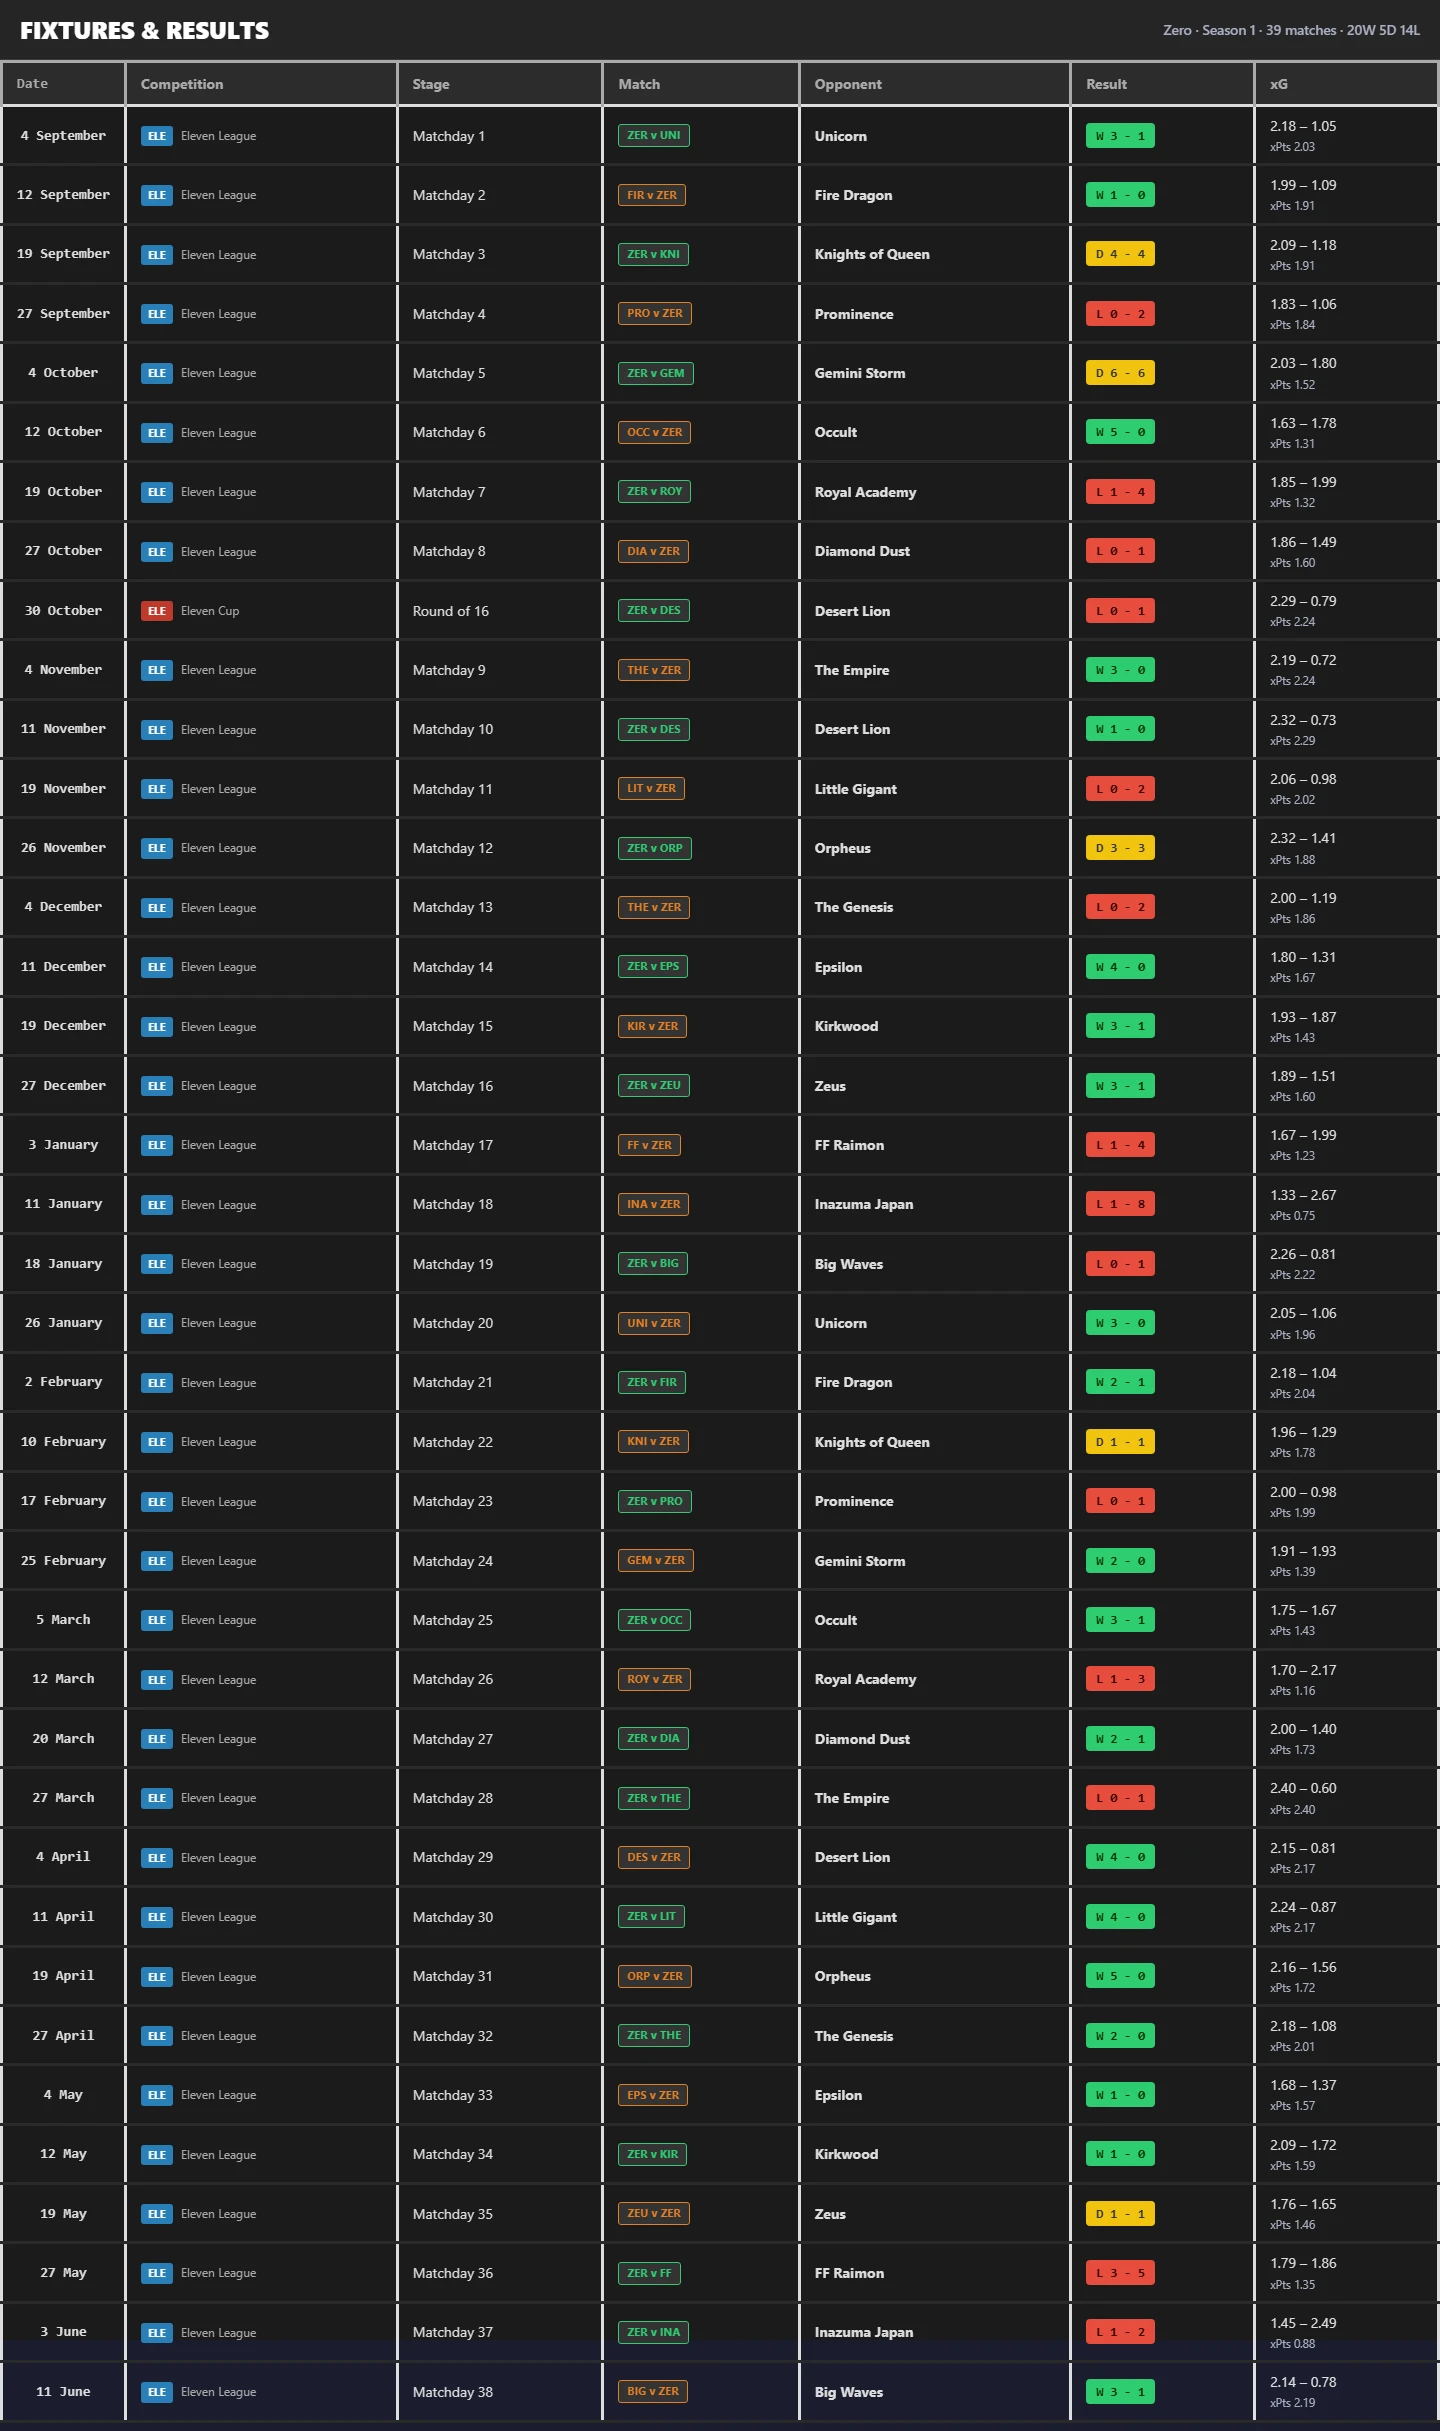 FIXTURES & RESULTS
Zero · Season 1 · 39 matches · 20W 5D 14L
Date Competition Stage Match Opponent Result xG
4 September ELE Eleven League Matchday 1 ZER v UNI Unicorn W 3 - 1 2.18 – 1.05
xPts 2.03
12 September ELE Eleven League Matchday 2 FIR v ZER Fire Dragon W 1 - 0 1.99 – 1.09
xPts 1.91
19 September ELE Eleven League Matchday 3 ZER v KNI Knights of Queen D 4 - 4 2.09 – 1.18
xPts 1.91
27 September ELE Eleven League Matchday 4 PRO v ZER Prominence L 0 - 2 1.83 – 1.06
xPts 1.84
4 October ELE Eleven League Matchday 5 ZER v GEM Gemini Storm D 6 - 6 2.03 – 1.80
xPts 1.52
12 October ELE Eleven League Matchday 6 OCC v ZER Occult W 5 - 0 1.63 – 1.78
xPts 1.31
19 October ELE Eleven League Matchday 7 ZER v ROY Royal Academy L 1 - 4 1.85 – 1.99
xPts 1.32
27 October ELE Eleven League Matchday 8 DIA v ZER Diamond Dust L 0 - 1 1.86 – 1.49
xPts 1.60
30 October ELE Eleven Cup Round of 16 ZER v DES Desert Lion L 0 - 1 2.29 – 0.79
xPts 2.24
4 November ELE Eleven League Matchday 9 THE v ZER The Empire W 3 - 0 2.19 – 0.72
xPts 2.24
11 November ELE Eleven League Matchday 10 ZER v DES Desert Lion W 1 - 0 2.32 – 0.73
xPts 2.29
19 November ELE Eleven League Matchday 11 LIT v ZER Little Gigant L 0 - 2 2.06 – 0.98
xPts 2.02
26 November ELE Eleven League Matchday 12 ZER v ORP Orpheus D 3 - 3 2.32 – 1.41
xPts 1.88
4 December ELE Eleven League Matchday 13 THE v ZER The Genesis L 0 - 2 2.00 – 1.19
xPts 1.86
11 December ELE Eleven League Matchday 14 ZER v EPS Epsilon W 4 - 0 1.80 – 1.31
xPts 1.67
19 December ELE Eleven League Matchday 15 KIR v ZER Kirkwood W 3 - 1 1.93 – 1.87
xPts 1.43
27 December ELE Eleven League Matchday 16 ZER v ZEU Zeus W 3 - 1 1.89 – 1.51
xPts 1.60
3 January ELE Eleven League Matchday 17 FF v ZER FF Raimon L 1 - 4 1.67 – 1.99
xPts 1.23
11 January ELE Eleven League Matchday 18 INA v ZER Inazuma Japan L 1 - 8 1.33 – 2.67
xPts 0.75
18 January ELE Eleven League Matchday 19 ZER v BIG Big Waves L 0 - 1 2.26 – 0.81
xPts 2.22
26 January ELE Eleven League Matchday 20 UNI v ZER Unicorn W 3 - 0 2.05 – 1.06
xPts 1.96
2 February ELE Eleven League Matchday 21 ZER v FIR Fire Dragon W 2 - 1 2.18 – 1.04
xPts 2.04
10 February ELE Eleven League Matchday 22 KNI v ZER Knights of Queen D 1 - 1 1.96 – 1.29
xPts 1.78
17 February ELE Eleven League Matchday 23 ZER v PRO Prominence L 0 - 1 2.00 – 0.98
xPts 1.99
25 February ELE Eleven League Matchday 24 GEM v ZER Gemini Storm W 2 - 0 1.91 – 1.93
xPts 1.39
5 March ELE Eleven League Matchday 25 ZER v OCC Occult W 3 - 1 1.75 – 1.67
xPts 1.43
12 March ELE Eleven League Matchday 26 ROY v ZER Royal Academy L 1 - 3 1.70 – 2.17
xPts 1.16
20 March ELE Eleven League Matchday 27 ZER v DIA Diamond Dust W 2 - 1 2.00 – 1.40
xPts 1.73
27 March ELE Eleven League Matchday 28 ZER v THE The Empire L 0 - 1 2.40 – 0.60
xPts 2.40
4 April ELE Eleven League Matchday 29 DES v ZER Desert Lion W 4 - 0 2.15 – 0.81
xPts 2.17
11 April ELE Eleven League Matchday 30 ZER v LIT Little Gigant W 4 - 0 2.24 – 0.87
xPts 2.17
19 April ELE Eleven League Matchday 31 ORP v ZER Orpheus W 5 - 0 2.16 – 1.56
xPts 1.72
27 April ELE Eleven League Matchday 32 ZER v THE The Genesis W 2 - 0 2.18 – 1.08
xPts 2.01
4 May ELE Eleven League Matchday 33 EPS v ZER Epsilon W 1 - 0 1.68 – 1.37
xPts 1.57
12 May ELE Eleven League Matchday 34 ZER v KIR Kirkwood W 1 - 0 2.09 – 1.72
xPts 1.59
19 May ELE Eleven League Matchday 35 ZEU v ZER Zeus D 1 - 1 1.76 – 1.65
xPts 1.46
27 May ELE Eleven League Matchday 36 ZER v FF FF Raimon L 3 - 5 1.79 – 1.86
xPts 1.35
3 June ELE Eleven League Matchday 37 ZER v INA Inazuma Japan L 1 - 2 1.45 – 2.49
xPts 0.88
11 June ELE Eleven League Matchday 38 BIG v ZER Big Waves W 3 - 1 2.14 – 0.78
xPts 2.19